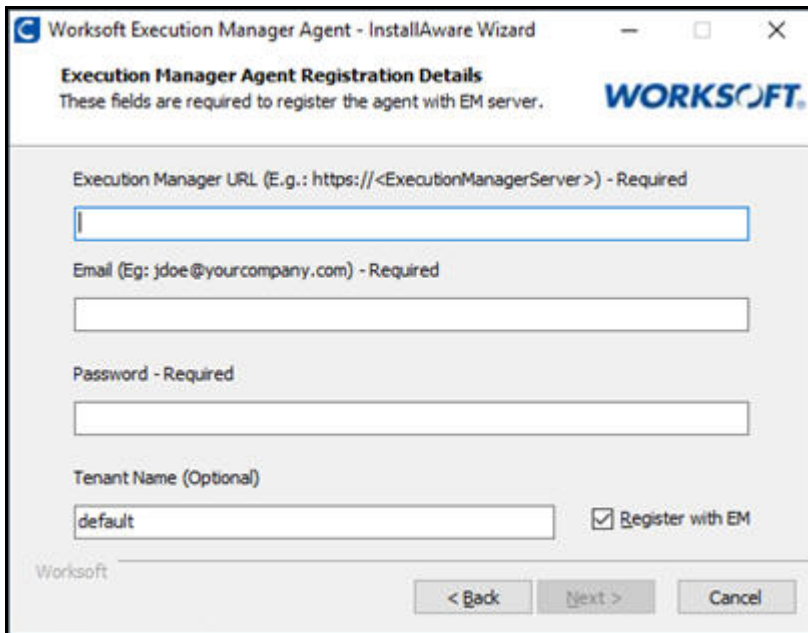 Worksoft Execution Manager Agent - InstallAware Wizard
Execution Manager Agent Registration Details
These fields are required to register the agent with EM server.
WORKSOFT®
Execution Manager URL (E.g.: https://<ExecutionManagerServer>) - Required
Email (Eg: jdoe@yourcompany.com) - Required
Password - Required
Tenant Name (Optional)
default
Register with EM
Worksoft
< Back
Next >
Cancel